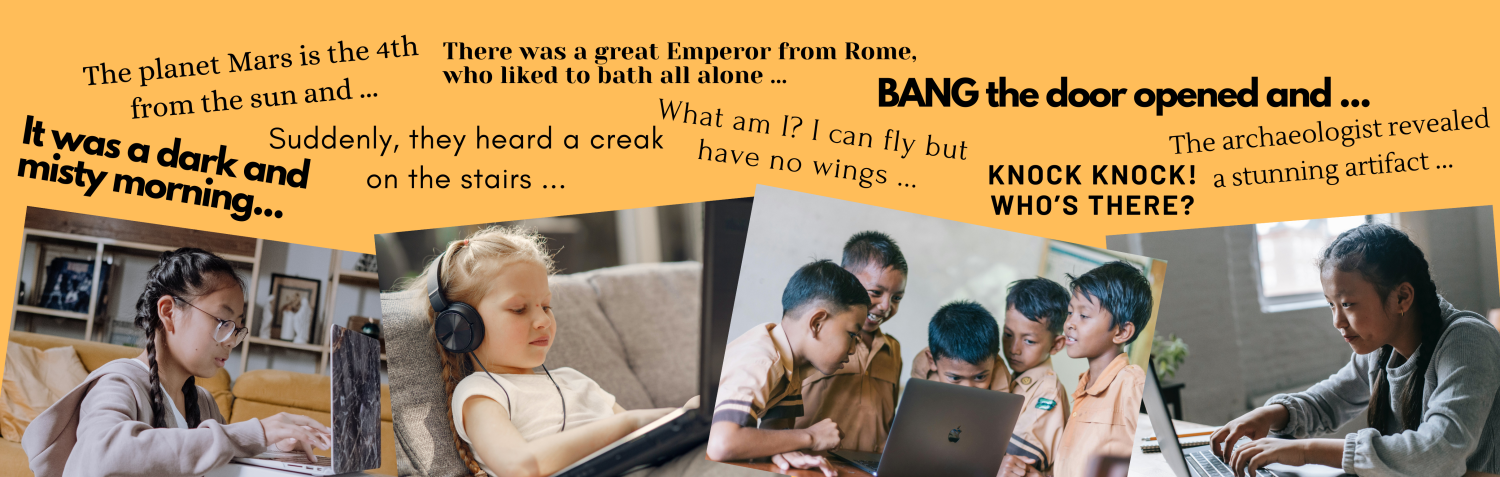 The planet Mars is the 4th
from the sun and ...
There was a great Emperor from Rome,
who liked to bath all alone ...
BANG the door opened and ...
It was a dark and
misty morning...
Suddenly, they heard a creak
on the stairs ...
What am I? I can fly but
have no wings ...
KNOCK KNOCK!
WHO'S THERE?
The archaeologist revealed
a stunning artifact ...